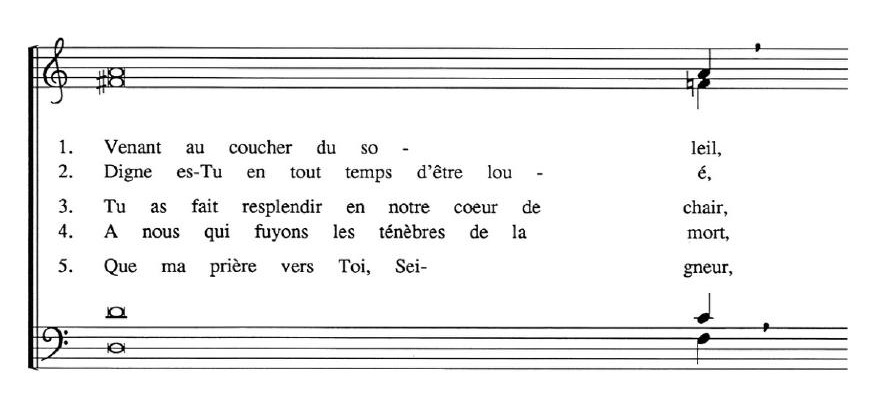 1. Venant au coucher du so - leil,
2. Digne es-Tu en tout temps d'être lou - é,
3. Tu as fait resplendir en notre coeur de chair,
4. A nous qui fuyons les ténèbres de la mort,
5. Que ma prière vers Toi, Sei- gneur,